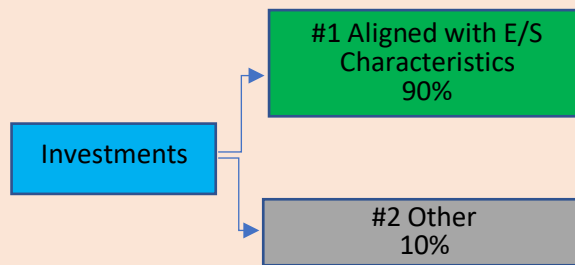 #1 Aligned with E/S
Characteristics
90%
Investments
#2 Other
10%